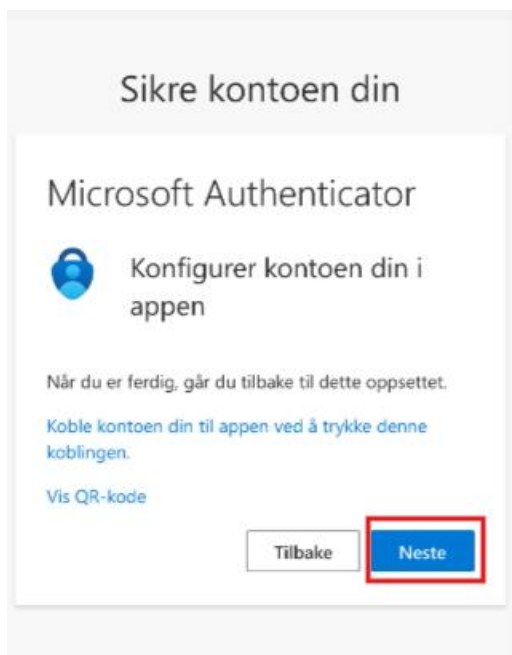 Sikre kontoen din
Microsoft Authenticator
Konfigurer kontoen din i
appen
Når du er ferdig, går du tilbake til dette oppsettet.
Koble kontoen din til appen ved å trykke denne
koblingen.
Vis QR-kode
Tilbake
Neste